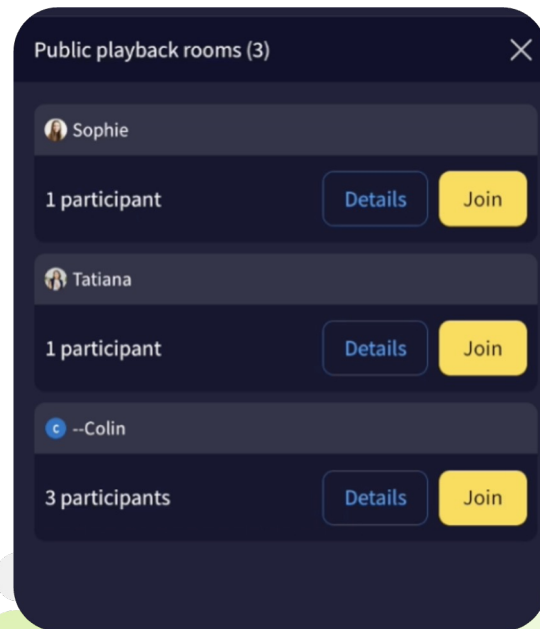 Public playback rooms (3)
Sophie
1 participant Details Join
Tatiana
1 participant Details Join
C --Colin
3 participants Details Join